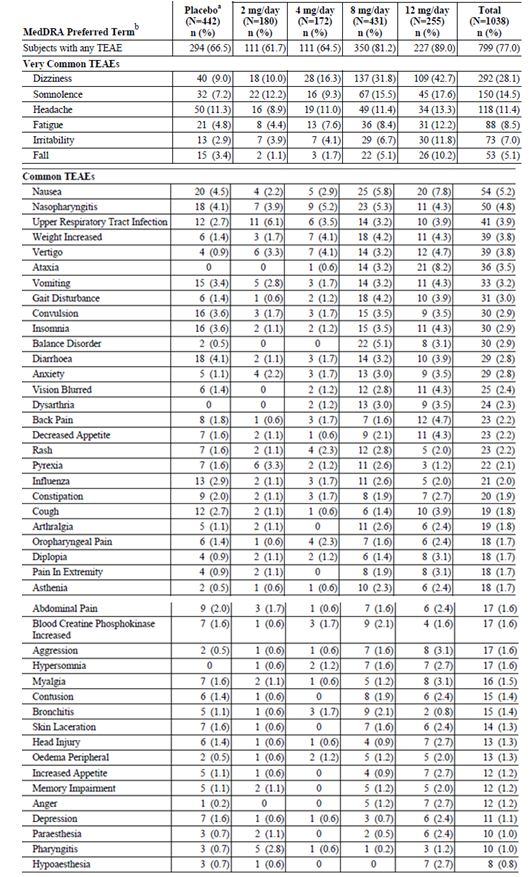 Placebo^a 2 mg/day 4 mg/day 8 mg/day 12 mg/day Total
(N=442) (N=180) (N=172) (N=431) (N=255) (N=1038)
MedDRA Preferred Term^b n (%) n (%) n (%) n (%) n (%) n (%)
Subjects with any TEAE 294 (66.5) 111 (61.7) 111 (64.5) 350 (81.2) 227 (89.0) 799 (77.0)
Very Common TEAEs
Dizziness 40 (9.0) 18 (10.0) 28 (16.3) 137 (31.8) 109 (42.7) 292 (28.1)
Somnolence 32 (7.2) 22 (12.2) 16 (9.3) 67 (15.5) 45 (17.6) 150 (14.5)
Headache 50 (11.3) 16 (8.9) 19 (11.0) 49 (11.4) 34 (13.3) 118 (11.4)
Fatigue 21 (4.8) 8 (4.4) 13 (7.6) 36 (8.4) 31 (12.2) 88 (8.5)
Irritability 13 (2.9) 7 (3.9) 7 (4.1) 29 (6.7) 30 (11.8) 73 (7.0)
Fall 15 (3.4) 2 (1.1) 3 (1.7) 22 (5.1) 26 (10.2) 53 (5.1)
Common TEAEs
Nausea 20 (4.5) 4 (2.2) 5 (2.9) 25 (5.8) 20 (7.8) 54 (5.2)
Nasopharyngitis 18 (4.1) 7 (3.9) 9 (5.2) 23 (5.3) 11 (4.3) 50 (4.8)
Upper Respiratory Tract Infection 12 (2.7) 11 (6.1) 6 (3.5) 14 (3.2) 10 (3.9) 41 (3.9)
Weight Increased 6 (1.4) 3 (1.7) 7 (4.1) 18 (4.2) 11 (4.3) 39 (3.8)
Vertigo 4 (0.9) 6 (3.3) 7 (4.1) 14 (3.2) 12 (4.7) 39 (3.8)
Ataxia 0 0 1 (0.6) 14 (3.2) 21 (8.2) 36 (3.5)
Vomiting 15 (3.4) 5 (2.8) 3 (1.7) 14 (3.2) 11 (4.3) 33 (3.2)
Gait Disturbance 6 (1.4) 1 (0.6) 2 (1.2) 18 (4.2) 10 (3.9) 31 (3.0)
Convulsion 16 (3.6) 3 (1.7) 3 (1.7) 15 (3.5) 9 (3.5) 30 (2.9)
Insomnia 16 (3.6) 2 (1.1) 2 (1.2) 15 (3.5) 11 (4.3) 30 (2.9)
Balance Disorder 2 (0.5) 0 0 22 (5.1) 8 (3.1) 30 (2.9)
Diarrhoea 18 (4.1) 2 (1.1) 3 (1.7) 14 (3.2) 10 (3.9) 29 (2.8)
Anxiety 5 (1.1) 4 (2.2) 3 (1.7) 13 (3.0) 9 (3.5) 29 (2.8)
Vision Blurred 6 (1.4) 0 2 (1.2) 12 (2.8) 11 (4.3) 25 (2.4)
Dysarthria 0 0 2 (1.2) 13 (3.0) 9 (3.5) 24 (2.3)
Back Pain 8 (1.8) 1 (0.6) 3 (1.7) 7 (1.6) 12 (4.7) 23 (2.2)
Decreased Appetite 7 (1.6) 2 (1.1) 1 (0.6) 9 (2.1) 11 (4.3) 23 (2.2)
Rash 7 (1.6) 2 (1.1) 4 (2.3) 12 (2.8) 5 (2.0) 23 (2.2)
Pyrexia 7 (1.6) 6 (3.3) 2 (1.2) 11 (2.6) 3 (1.2) 22 (2.1)
Influenza 13 (2.9) 2 (1.1) 3 (1.7) 11 (2.6) 5 (2.0) 21 (2.0)
Constipation 9 (2.0) 2 (1.1) 3 (1.7) 8 (1.9) 7 (2.7) 20 (1.9)
Cough 12 (2.7) 2 (1.1) 1 (0.6) 6 (1.4) 10 (3.9) 19 (1.8)
Arthralgia 5 (1.1) 2 (1.1) 0 11 (2.6) 6 (2.4) 19 (1.8)
Oropharyngeal Pain 6 (1.4) 1 (0.6) 4 (2.3) 7 (1.6) 6 (2.4) 18 (1.7)
Diplopia 4 (0.9) 2 (1.1) 2 (1.2) 6 (1.4) 8 (3.1) 18 (1.7)
Pain In Extremity 4 (0.9) 2 (1.1) 0 8 (1.9) 8 (3.1) 18 (1.7)
Asthenia 2 (0.5) 1 (0.6) 1 (0.6) 10 (2.3) 6 (2.4) 18 (1.7)
Abdominal Pain 9 (2.0) 3 (1.7) 1 (0.6) 7 (1.6) 6 (2.4) 17 (1.6)
Blood Creatine Phosphokinase 7 (1.6) 1 (0.6) 3 (1.7) 9 (2.1) 4 (1.6) 17 (1.6)
Increased
Aggression 2 (0.5) 1 (0.6) 1 (0.6) 7 (1.6) 8 (3.1) 17 (1.6)
Hypersomnia 0 1 (0.6) 2 (1.2) 7 (1.6) 7 (2.7) 17 (1.6)
Myalgia 7 (1.6) 2 (1.1) 1 (0.6) 5 (1.2) 8 (3.1) 16 (1.5)
Contusion 6 (1.4) 1 (0.6) 0 8 (1.9) 6 (2.4) 15 (1.4)
Bronchitis 5 (1.1) 1 (0.6) 3 (1.7) 9 (2.1) 2 (0.8) 15 (1.4)
Skin Laceration 7 (1.6) 1 (0.6) 0 7 (1.6) 6 (2.4) 14 (1.3)
Head Injury 6 (1.4) 1 (0.6) 1 (0.6) 4 (0.9) 7 (2.7) 13 (1.3)
Oedema Peripheral 2 (0.5) 1 (0.6) 2 (1.2) 5 (1.2) 5 (2.0) 13 (1.3)
Increased Appetite 5 (1.1) 1 (0.6) 0 4 (0.9) 7 (2.7) 12 (1.2)
Memory Impairment 5 (1.1) 2 (1.1) 0 5 (1.2) 5 (2.0) 12 (1.2)
Anger 1 (0.2) 0 0 5 (1.2) 7 (2.7) 12 (1.2)
Depression 7 (1.6) 1 (0.6) 1 (0.6) 3 (0.7) 6 (2.4) 11 (1.1)
Paraesthesia 3 (0.7) 2 (1.1) 0 2 (0.5) 6 (2.4) 10 (1.0)
Pharyngitis 3 (0.7) 5 (2.8) 1 (0.6) 1 (0.2) 3 (1.2) 10 (1.0)
Hypoaesthesia 3 (0.7) 1 (0.6) 0 0 7 (2.7) 8 (0.8)